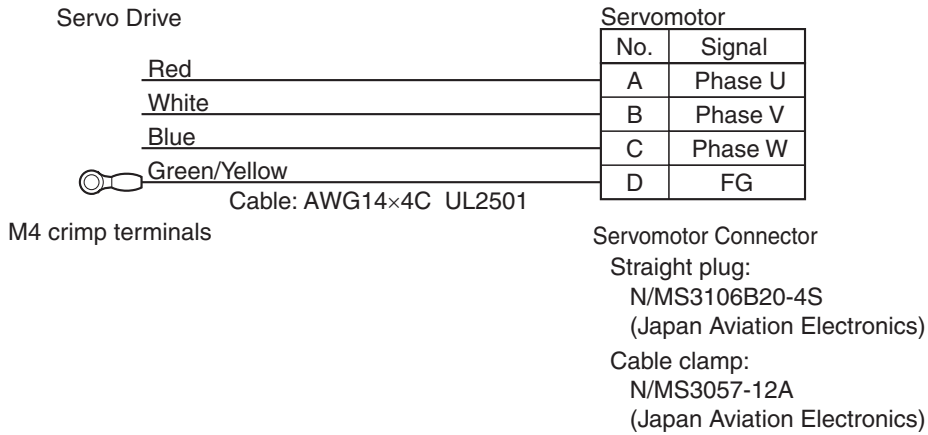 Servo Drive
Servomotor
No. Signal
Red
A Phase U
White
B Phase V
Blue
C Phase W
Green/Yellow
D FG
Cable: AWG14×4C UL2501
M4 crimp terminals
Servomotor Connector
Straight plug:
N/MS3106B20-4S
(Japan Aviation Electronics)
Cable clamp:
N/MS3057-12A
(Japan Aviation Electronics)